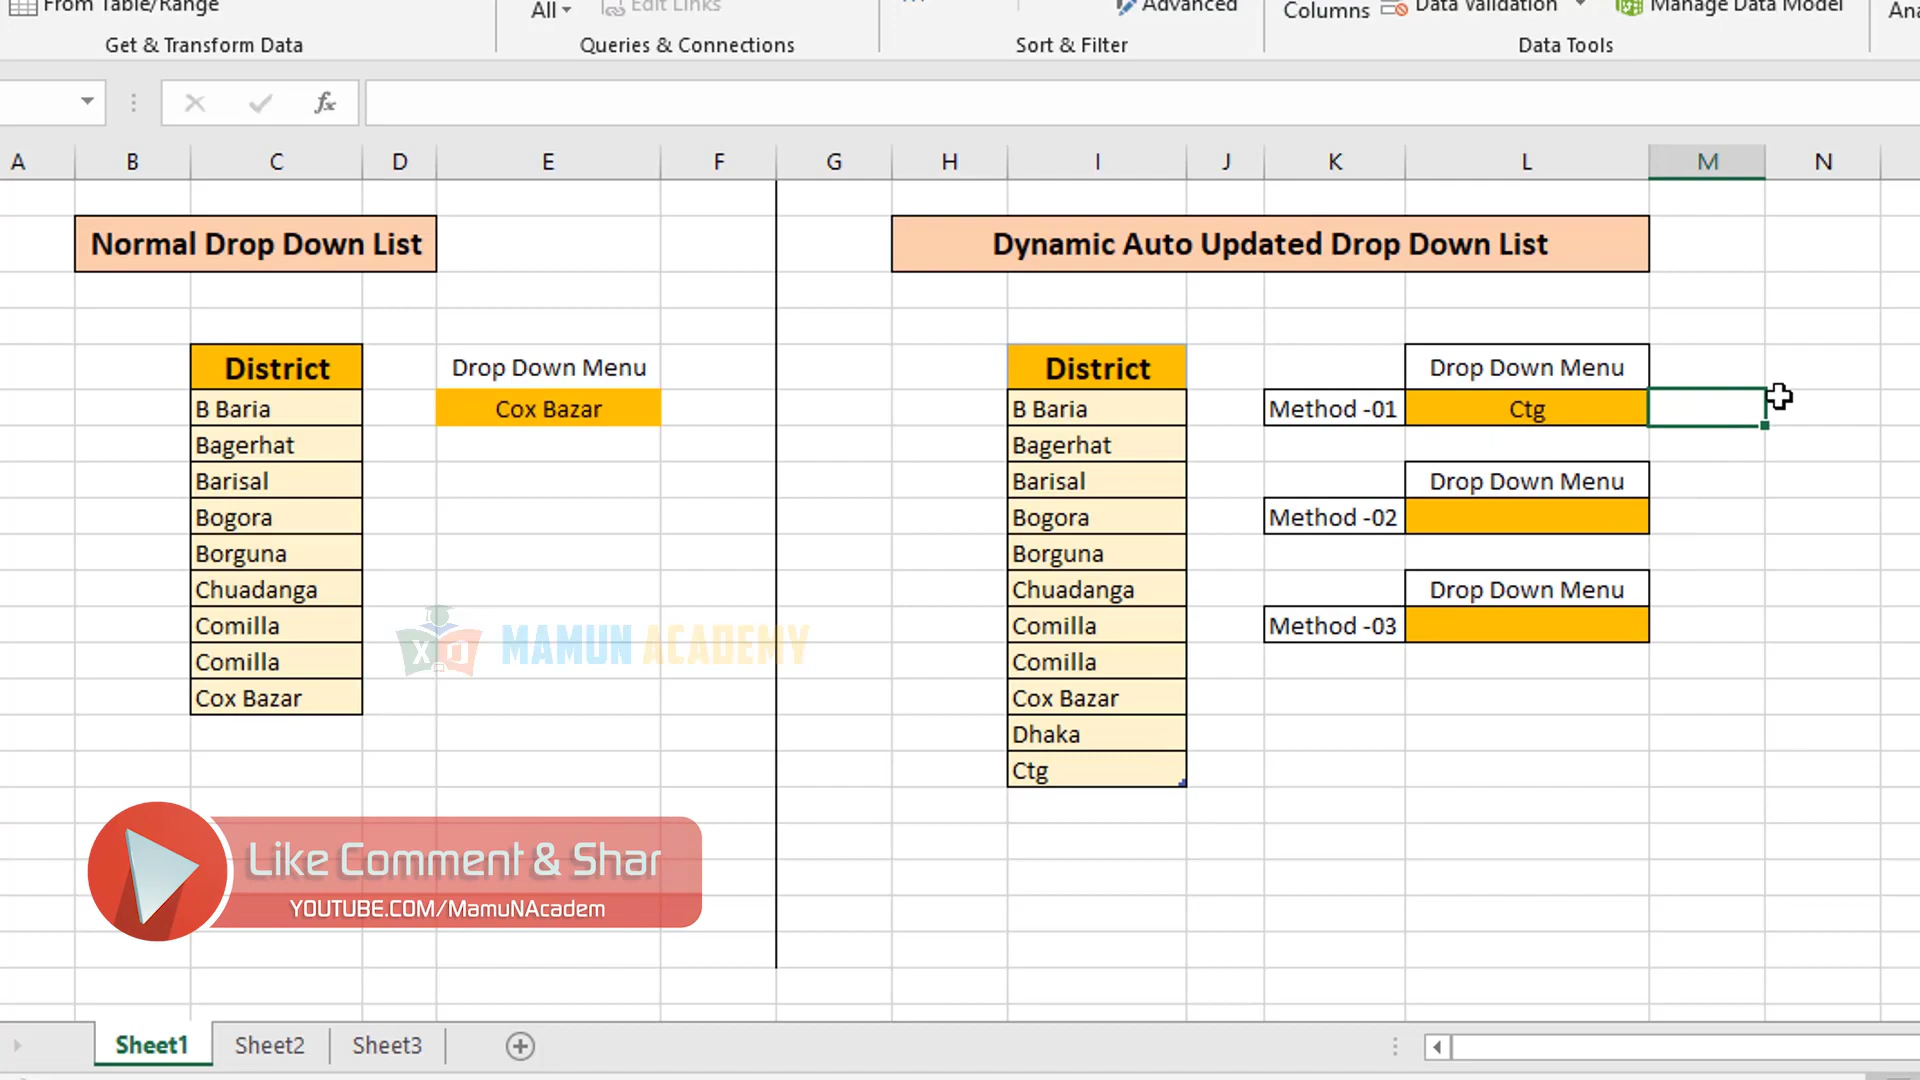 From Table/Range
All
Edit Links
Advanced
Columns
Data Validation
Manage Data Model
Get & Transform Data
Queries & Connections
Sort & Filter
Data Tools
fx
A B C D E F G H I J K L M N
Normal Drop Down List
Dynamic Auto Updated Drop Down List
District
Drop Down Menu
B Baria
Cox Bazar
Bagerhat
Barisal
Bogora
Borguna
Chuadanga
Comilla
Comilla
Cox Bazar
District
B Baria
Bagerhat
Barisal
Bogora
Borguna
Chuadanga
Comilla
Comilla
Cox Bazar
Dhaka
Ctg
Drop Down Menu
Method -01 Ctg
Drop Down Menu
Method -02
Drop Down Menu
Method -03
MAMUN ACADEMY
Like Comment & Shar
YOUTUBE.COM/MamuNAcadem
Sheet1 Sheet2 Sheet3